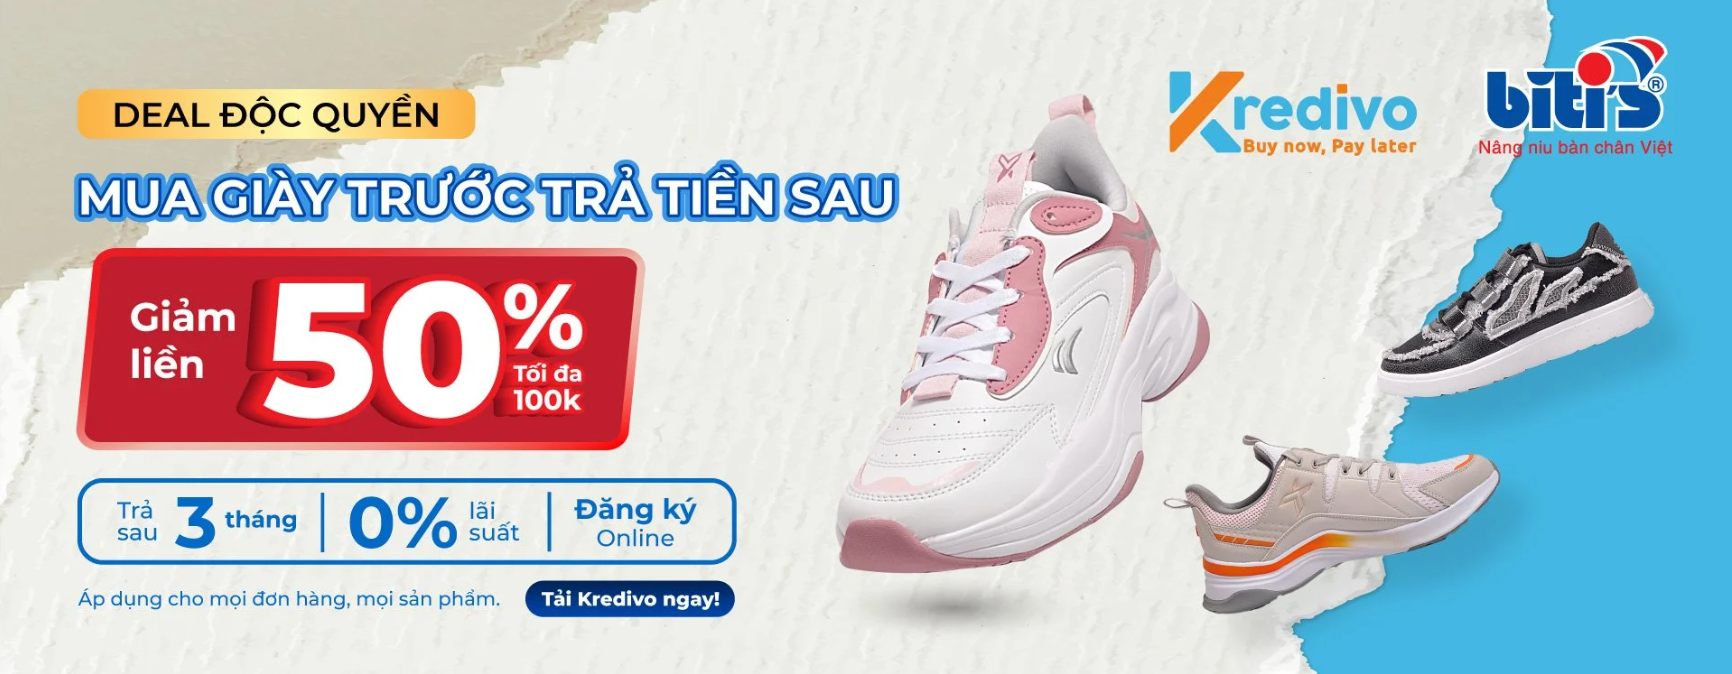 DEAL ĐỘC QUYỀN
MUA GIÀY TRƯỚC TRẢ TIỀN SAU
Giảm liền 50%
Tối đa 100k
Trả sau 3 tháng
0% lãi suất
Đăng ký Online
Áp dụng cho mọi đơn hàng, mọi sản phẩm.
Tải Kredivo ngay!
Kredivo
Buy now, Pay later
biti's®
Nâng niu bàn chân Việt